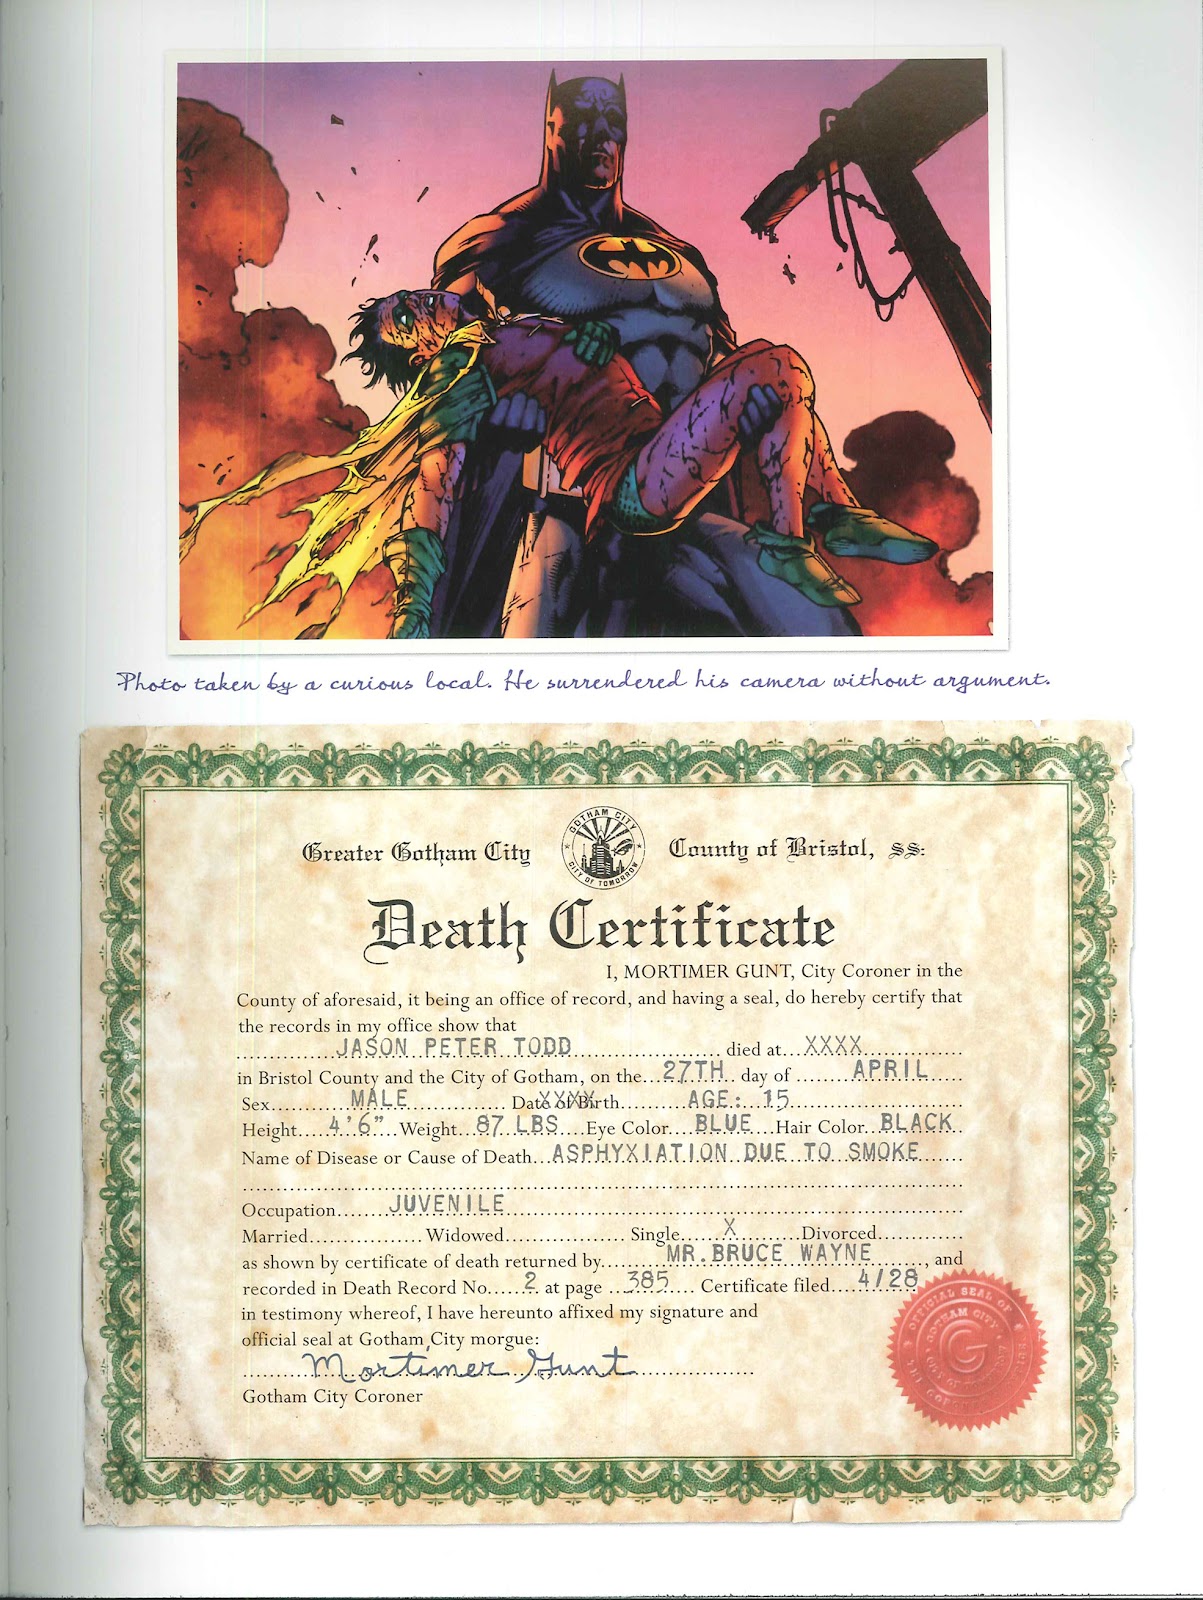 Photo taken by a curious local. He surrendered his camera without argument.
Greater Gotham City
GOTHAM CITY
CITY OF TOMORROW
County of Bristol, SS:
Death Certificate
I, MORTIMER GUNT, City Coroner in the
County of aforesaid, it being an office of record, and having a seal, do hereby certify that
the records in my office show that
JASON PETER TODD died at XXXX
in Bristol County and the City of Gotham, on the 27TH day of APRIL
Sex MALE Date of Birth XXXX AGE: 15
Height 4'6" Weight 87 LBS Eye Color BLUE Hair Color BLACK
Name of Disease or Cause of Death ASPHYXIATION DUE TO SMOKE
Occupation JUVENILE
Married Widowed Single X Divorced
as shown by certificate of death returned by MR. BRUCE WAYNE, and
recorded in Death Record No. 2 at page 385 Certificate filed 4/28
in testimony whereof, I have hereunto affixed my signature and
official seal at Gotham City morgue:
Mortimer Gunt
Gotham City Coroner
OFFICIAL SEAL OF
GOTHAM CITY
G